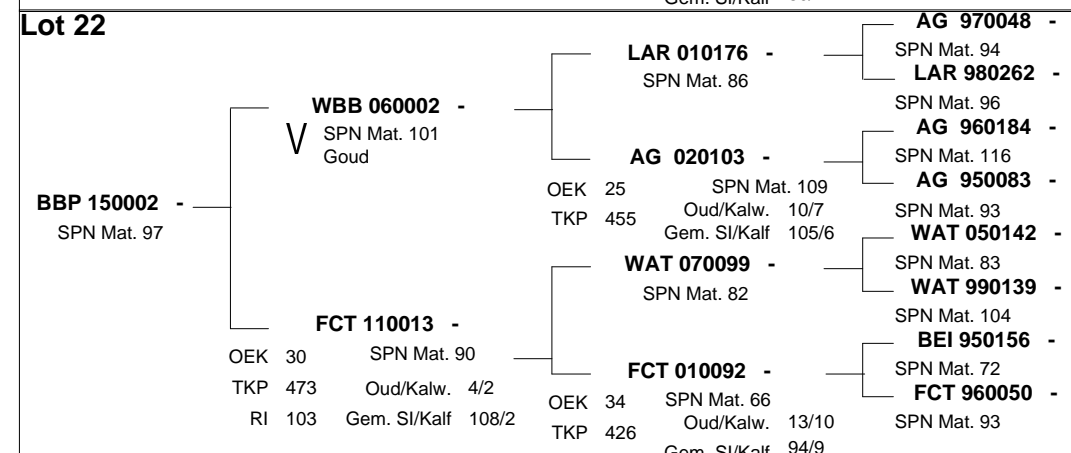 Gem. SI/Kalf
Lot 22
AG 970048 -
LAR 010176 -
SPN Mat. 94
SPN Mat. 86
LAR 980262 -
WBB 060002 -
SPN Mat. 96
V SPN Mat. 101
Goud
AG 960184 -
AG 020103 -
SPN Mat. 116
OEK 25 SPN Mat. 109
AG 950083 -
BBP 150002 -
TKP 455 Oud/Kalw. 10/7
SPN Mat. 93
SPN Mat. 97
Gem. SI/Kalf 105/6
WAT 050142 -
WAT 070099 -
SPN Mat. 83
SPN Mat. 82
WAT 990139 -
FCT 110013 -
SPN Mat. 104
OEK 30 SPN Mat. 90
BEI 950156 -
FCT 010092 -
SPN Mat. 72
TKP 473 Oud/Kalw. 4/2
OEK 34 SPN Mat. 66
FCT 960050 -
RI 103 Gem. SI/Kalf 108/2
TKP 426 Oud/Kalw. 13/10
SPN Mat. 93
Gem. SI/Kalf 94/9